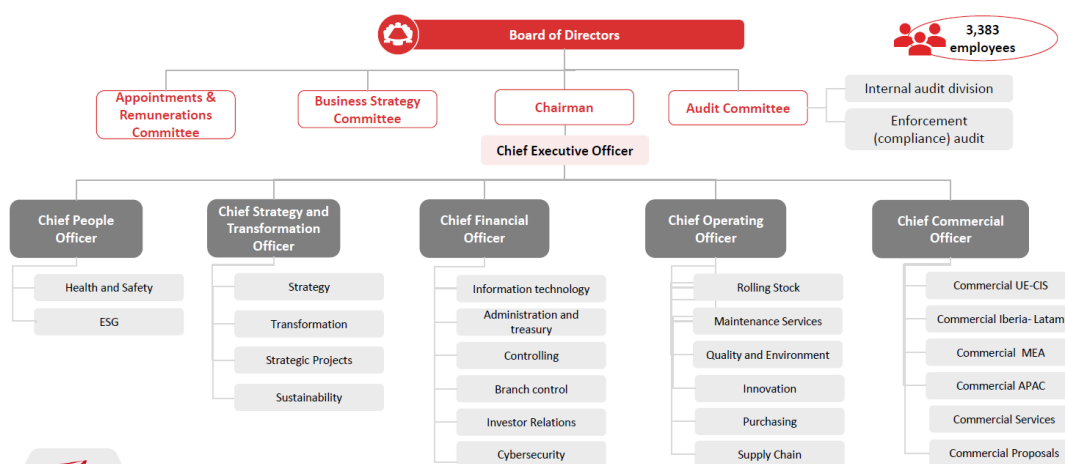 Board of Directors
3,383
employees
Appointments &
Remunerations
Committee
Business Strategy
Committee
Chairman
Audit Committee
Internal audit division
Enforcement
(compliance) audit
Chief Executive Officer
Chief People
Officer
Chief Strategy and
Transformation
Officer
Chief Financial
Officer
Chief Operating
Officer
Chief Commercial
Officer
Health and Safety
ESG
Strategy
Transformation
Strategic Projects
Sustainability
Information technology
Administration and
treasury
Controlling
Branch control
Investor Relations
Cybersecurity
Rolling Stock
Maintenance Services
Quality and Environment
Innovation
Purchasing
Supply Chain
Commercial UE-CIS
Commercial Iberia- Latam
Commercial MEA
Commercial APAC
Commercial Services
Commercial Proposals